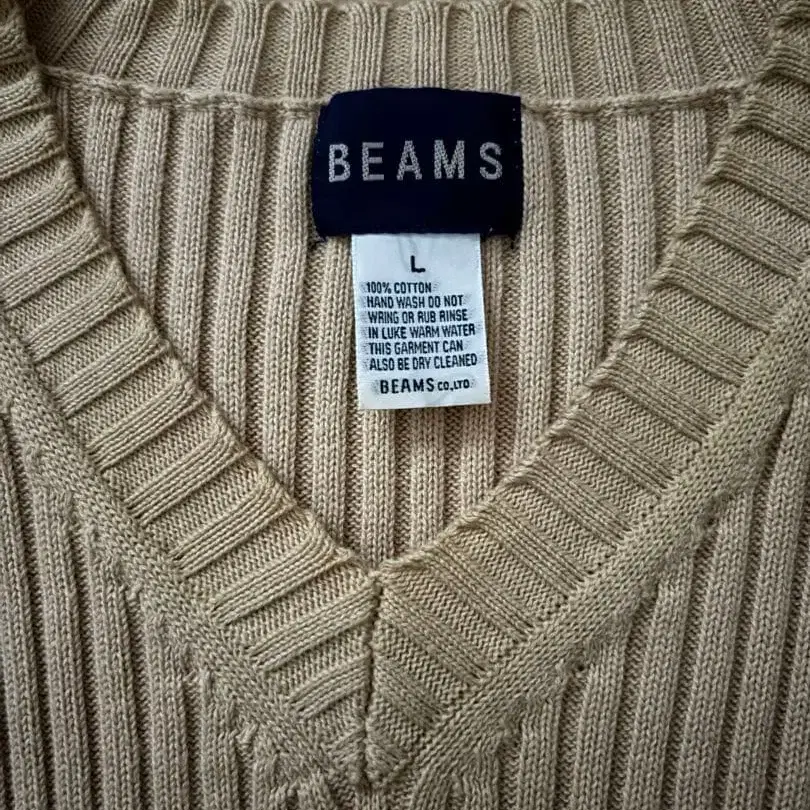 BEAMS
L
100% COTTON
HAND WASH DO NOT
WRING OR RUB RINSE
IN LUKE WARM WATER
THIS GARMENT CAN
ALSO BE DRY CLEANED
BEAMS CO.,LTD.